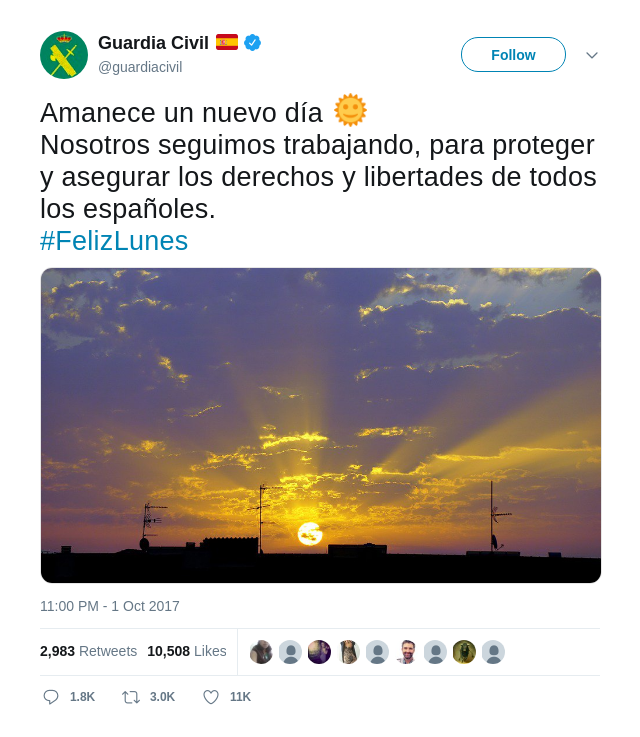 Guardia Civil 🇪🇸
@guardiacivil
Follow
Amanece un nuevo día 🌞
Nosotros seguimos trabajando, para proteger
y asegurar los derechos y libertades de todos
los españoles.
#FelizLunes
11:00 PM - 1 Oct 2017
2,983 Retweets 10,508 Likes
1.8K 3.0K 11K